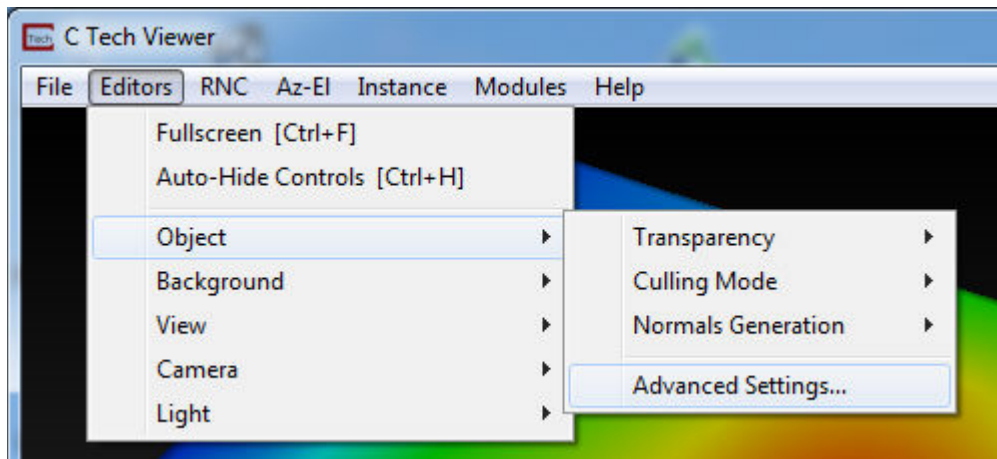 Tech C Tech Viewer
File Editors RNC Az-El Instance Modules Help
Fullscreen [Ctrl+F]
Auto-Hide Controls [Ctrl+H]
Object
Background
View
Camera
Light
Transparency
Culling Mode
Normals Generation
Advanced Settings...